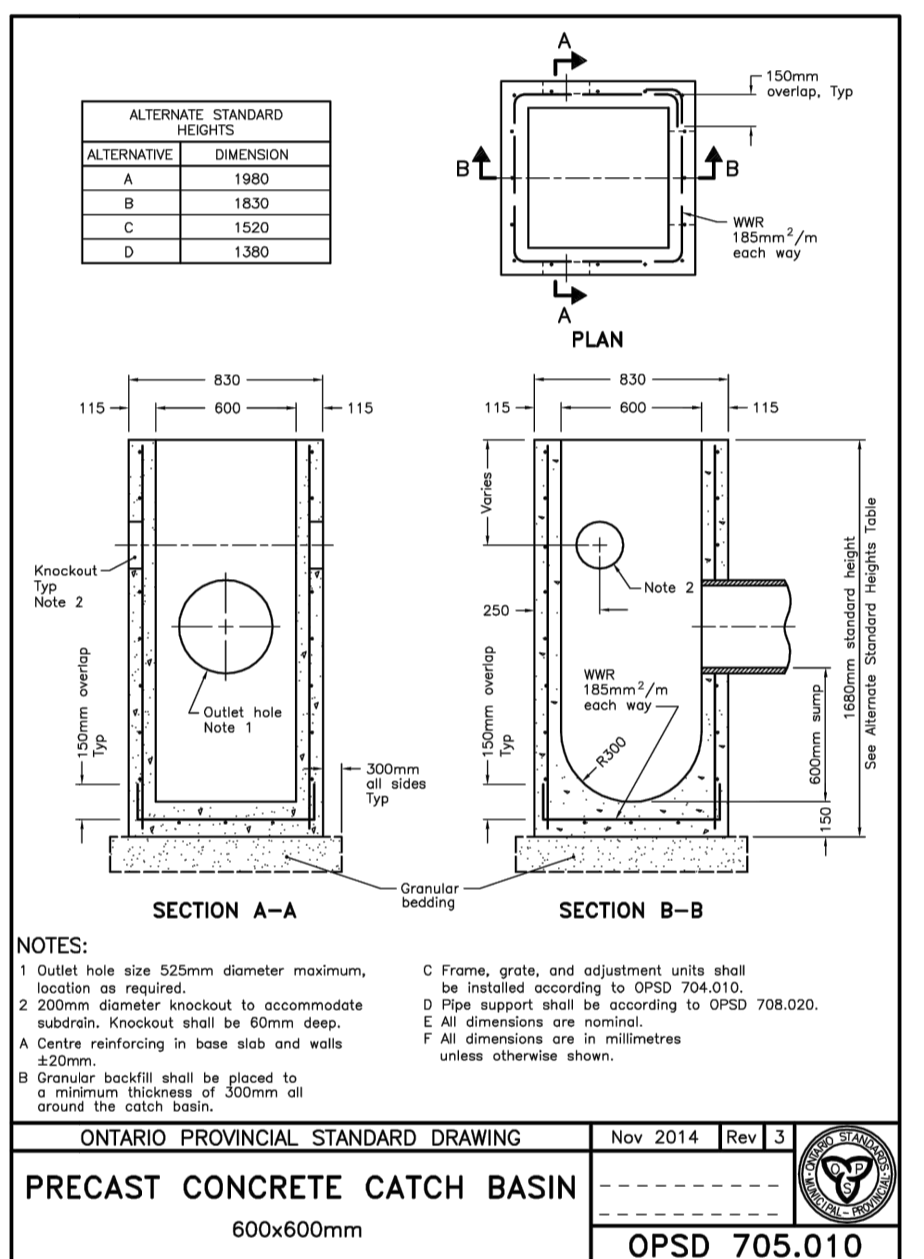 ALTERNATE STANDARD
HEIGHTS
ALTERNATIVE DIMENSION
A 1980
B 1830
C 1520
D 1380
A
150mm
overlap, Typ
B
B
WWR
185mm²/m
each way
A
PLAN
830
115 600 115
Knockout
Typ
Note 2
Outlet hole
Note 1
150mm overlap
Typ
300mm
all sides
Typ
SECTION A-A
830
115 600 115
Varies
Note 2
250
WWR
185mm²/m
each way
150mm overlap
Typ
R300
600mm sump
150
1680mm standard height
See Alternate Standard Heights Table
Granular
bedding
SECTION B-B
NOTES:
1 Outlet hole size 525mm diameter maximum,
location as required.
2 200mm diameter knockout to accommodate
subdrain. Knockout shall be 60mm deep.
A Centre reinforcing in base slab and walls
±20mm.
B Granular backfill shall be placed to
a minimum thickness of 300mm all
around the catch basin.
C Frame, grate, and adjustment units shall
be installed according to OPSD 704.010.
D Pipe support shall be according to OPSD 708.020.
E All dimensions are nominal.
F All dimensions are in millimetres
unless otherwise shown.
ONTARIO PROVINCIAL STANDARD DRAWING
Nov 2014 Rev 3
PRECAST CONCRETE CATCH BASIN
600x600mm
OPSD 705.010
ONTARIO STANDARDS
MUNICIPAL - PROVINCIAL
O P
S